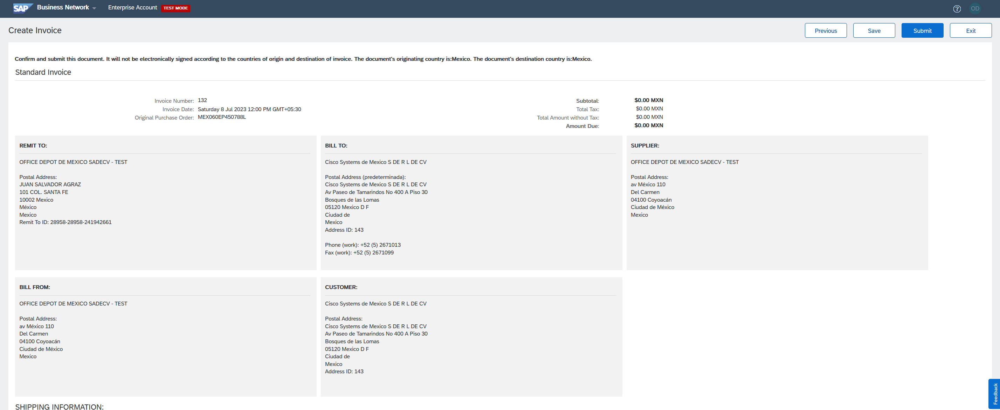 SAP Business Network Enterprise Account TEST MODE ? OD
Create Invoice Previous Save Submit Exit
Confirm and submit this document. It will not be electronically signed according to the countries of origin and destination of invoice. The document's originating country is:Mexico. The document's destination country is:Mexico.
Standard Invoice
Invoice Number: 132
Invoice Date: Saturday 8 Jul 2023 12:00 PM GMT+05:30
Original Purchase Order: MEX060EP450788L
Subtotal: $0.00 MXN
Total Tax: $0.00 MXN
Total Amount without Tax: $0.00 MXN
Amount Due: $0.00 MXN
REMIT TO:
OFFICE DEPOT DE MEXICO SADECV - TEST
Postal Address:
JUAN SALVADOR AGRAZ
101 COL. SANTA FE
10002 Mexico
México
Mexico
Remit To ID: 28958-28958-241942661
BILL TO:
Cisco Systems de Mexico S DE R L DE CV
Postal Address (predeterminada):
Cisco Systems de Mexico S DE R L DE CV
Av Paseo de Tamarindos No 400 A Piso 30
Bosques de las Lomas
05120 Mexico D F
Ciudad de
Mexico
Address ID: 143
Phone (work): +52 (5) 2671013
Fax (work): +52 (5) 2671099
SUPPLIER:
OFFICE DEPOT DE MEXICO SADECV - TEST
Postal Address:
av México 110
Del Carmen
04100 Coyoacán
Ciudad de México
Mexico
BILL FROM:
OFFICE DEPOT DE MEXICO SADECV - TEST
Postal Address:
av México 110
Del Carmen
04100 Coyoacán
Ciudad de México
Mexico
CUSTOMER:
Cisco Systems de Mexico S DE R L DE CV
Postal Address:
Cisco Systems de Mexico S DE R L DE CV
Av Paseo de Tamarindos No 400 A Piso 30
Bosques de las Lomas
05120 Mexico D F
Ciudad de
Mexico
Address ID: 143
Feedback
SHIPPING INFORMATION: